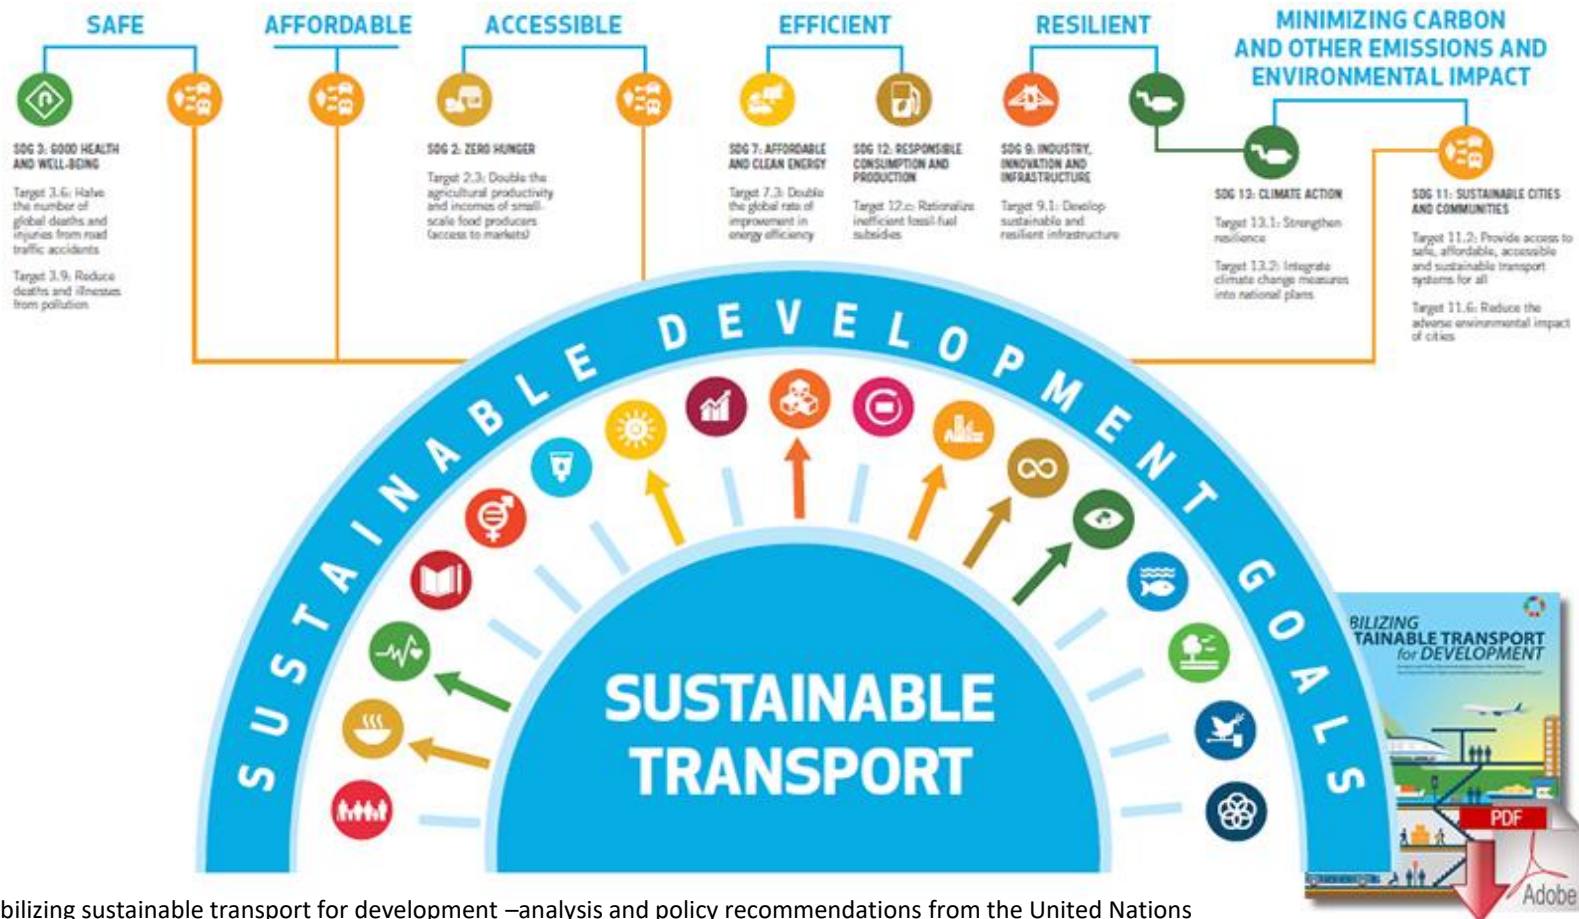 SAFE
AFFORDABLE
ACCESSIBLE
EFFICIENT
RESILIENT
MINIMIZING CARBON
AND OTHER EMISSIONS AND
ENVIRONMENTAL IMPACT
SDG 3: GOOD HEALTH
AND WELL-BEING
Target 3.6: Halve
the number of
global deaths and
injuries from road
traffic accidents
Target 3.9: Reduce
deaths and illnesses
from pollution
SDG 2: ZERO HUNGER
Target 2.3: Double the
agricultural productivity
and incomes of small-
scale food producers
(access to markets)
SDG 7: AFFORDABLE
AND CLEAN ENERGY
Target 7.3: Double
the global rate of
improvement in
energy efficiency
SDG 12: RESPONSIBLE
CONSUMPTION AND
PRODUCTION
Target 12.c: Rationalize
inefficient fossil-fuel
subsidies
SDG 9: INDUSTRY,
INNOVATION AND
INFRASTRUCTURE
Target 9.1: Develop
sustainable and
resilient infrastructure
SDG 13: CLIMATE ACTION
Target 13.1: Strengthen
resilience
Target 13.2: Integrate
climate change measures
into national plans
SDG 11: SUSTAINABLE CITIES
AND COMMUNITIES
Target 11.2: Provide access to
safe, affordable, accessible
and sustainable transport
systems for all
Target 11.6: Reduce the
adverse environmental impact
of cities
SUSTAINABLE DEVELOPMENT GOALS
SUSTAINABLE
TRANSPORT
BILIZING
TAINABLE TRANSPORT
for DEVELOPMENT
PDF
Adobe
bilizing sustainable transport for development –analysis and policy recommendations from the United Nations